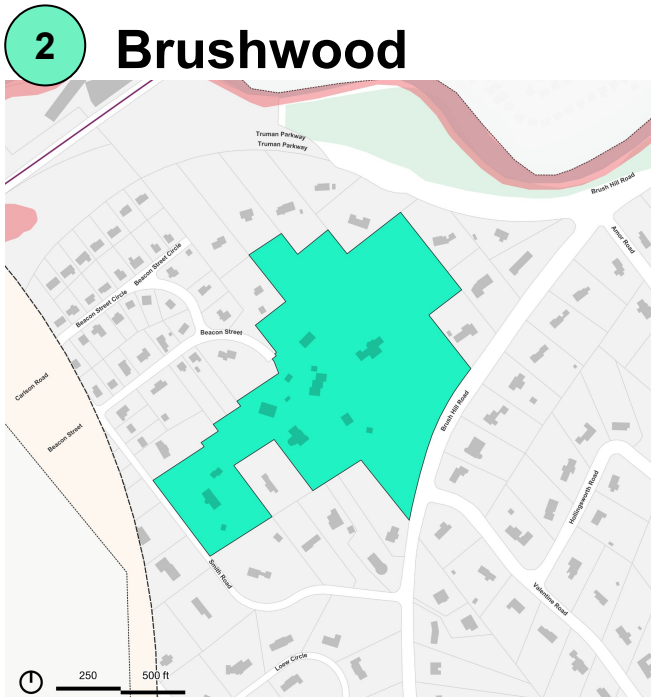 2
Brushwood
Truman Parkway
Truman Parkway
Brush Hill Road
Amor Road
Beacon Street Circle
Beacon Street Circle
Beacon Street
Carlson Road
Beacon Street
Brush Hill Road
Hollingsworth Road
Smith Road
Valentine Road
Loew Circle
250
500 ft